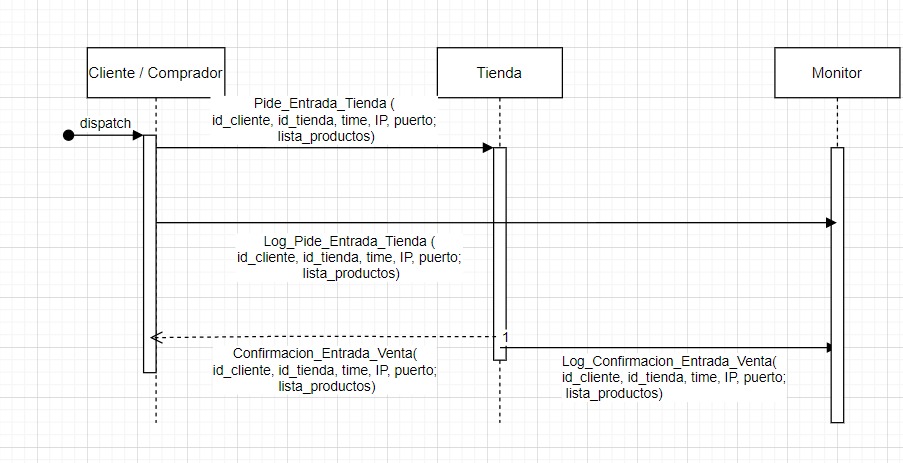 Cliente / Comprador
Tienda
Monitor
dispatch
Pide_Entrada_Tienda (
id_cliente, id_tienda, time, IP, puerto;
lista_productos)
Log_Pide_Entrada_Tienda (
id_cliente, id_tienda, time, IP, puerto;
lista_productos)
1
Confirmacion_Entrada_Venta(
id_cliente, id_tienda, time, IP, puerto;
lista_productos)
Log_Confirmacion_Entrada_Venta(
id_cliente, id_tienda, time, IP, puerto;
lista_productos)